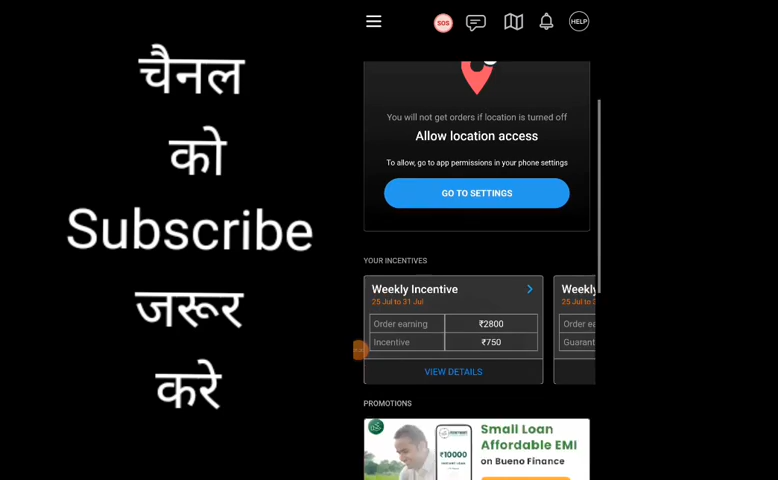 चैनल
को
Subscribe
जरूर
करे
SOS
HELP
You will not get orders if location is turned off
Allow location access
To allow, go to app permissions in your phone settings
GO TO SETTINGS
YOUR INCENTIVES
Weekly Incentive
25 Jul to 31 Jul
Order earning ₹2800
Incentive ₹750
VIEW DETAILS
Weekly
25 Jul to 3
Order ea
Guarant
PROMOTIONS
Small Loan
Affordable EMI
on Bueno Finance
₹10000